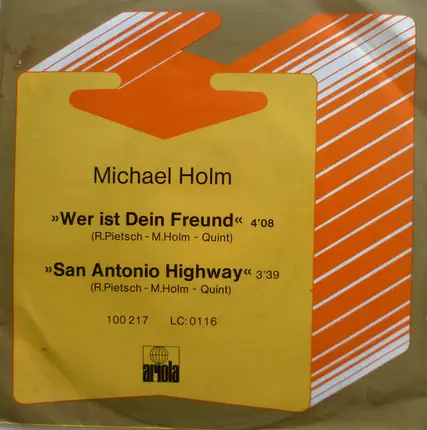 Michael Holm
»Wer ist Dein Freund« 4'08
(R.Pietsch - M.Holm - Quint)
»San Antonio Highway« 3'39
(R.Pietsch - M.Holm - Quint)
100 217 LC: 0116
ariola